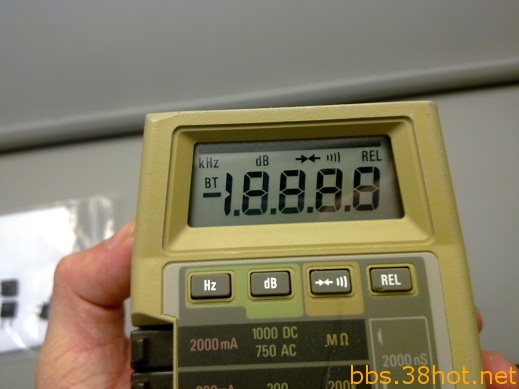 kHz dB REL
BT
-1.8.8.8.8
Hz dB REL
2000mA 1000 DC MΩ
750 AC
2000nS
200
bbs.38hot.net